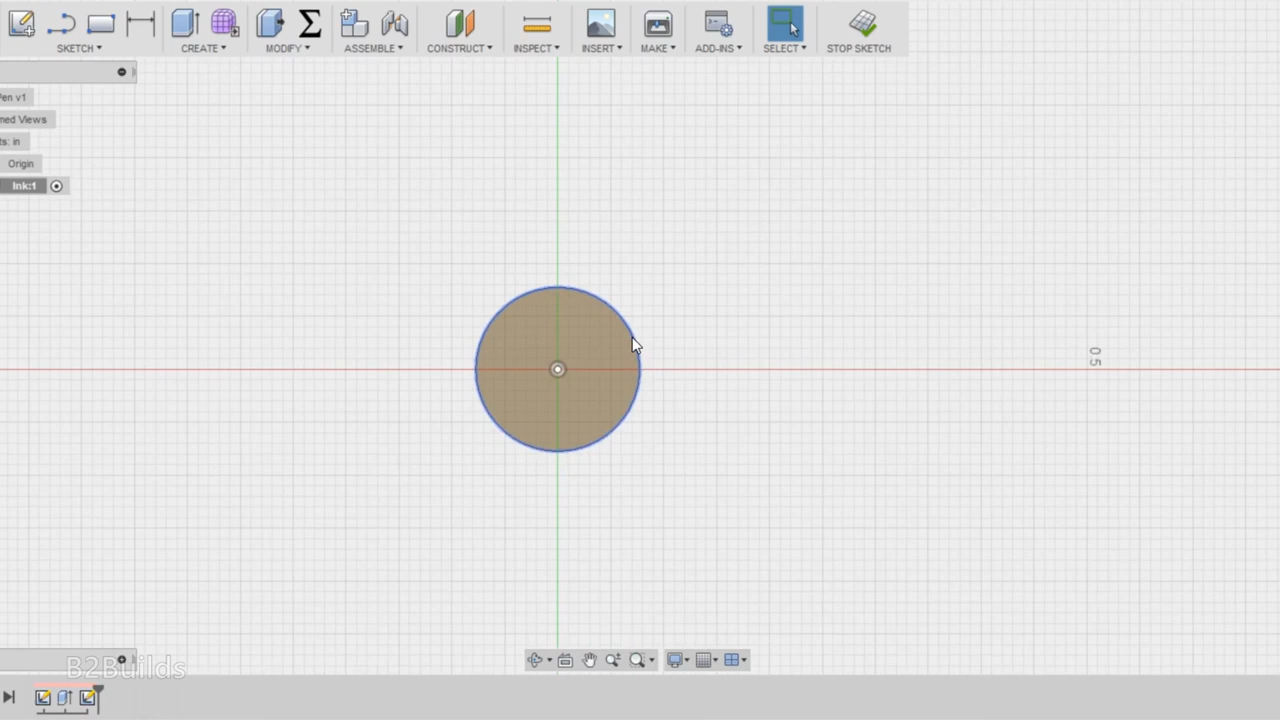 SKETCH CREATE MODIFY ASSEMBLE CONSTRUCT INSPECT INSERT MAKE ADD-INS SELECT STOP SKETCH
Pen v1
med Views
ts: in
Origin
Ink:1
0.5
B2Builds